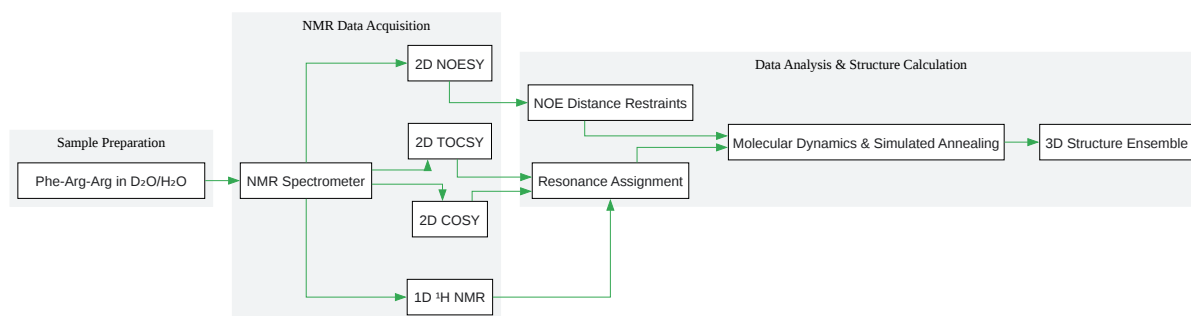 NMR Data Acquisition
2D NOESY
Data Analysis & Structure Calculation
NOE Distance Restraints
Sample Preparation
2D TOCSY
Molecular Dynamics & Simulated Annealing
3D Structure Ensemble
Phe-Arg-Arg in D₂O/H₂O
NMR Spectrometer
Resonance Assignment
2D COSY
1D ¹H NMR